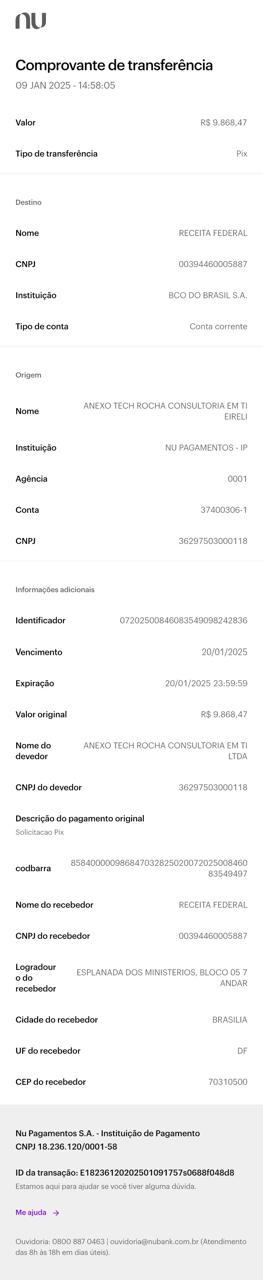 nu
Comprovante de transferência
09 JAN 2025 - 14:58:05
Valor R$ 9.868,47
Tipo de transferência Pix
Destino
Nome RECEITA FEDERAL
CNPJ 00394460005887
Instituição BCO DO BRASIL S.A.
Tipo de conta Conta corrente
Origem
Nome ANEXO TECH ROCHA CONSULTORIA EM TI
EIRELI
Instituição NU PAGAMENTOS - IP
Agência 0001
Conta 37400306-1
CNPJ 36297503000118
Informações adicionais
Identificador 07202500846083549098242836
Vencimento 20/01/2025
Expiração 20/01/2025 23:59:59
Valor original R$ 9.868,47
Nome do ANEXO TECH ROCHA CONSULTORIA EM TI
devedor LTDA
CNPJ do devedor 36297503000118
Descrição do pagamento original
Solicitacao Pix
codbarra 858400000986847032825020072025008460
83549497
Nome do recebedor RECEITA FEDERAL
CNPJ do recebedor 00394460005887
Logradour
o do ESPLANADA DOS MINISTERIOS, BLOCO 05 7
recebedor ANDAR
Cidade do recebedor BRASILIA
UF do recebedor DF
CEP do recebedor 70310500
Nu Pagamentos S.A. - Instituição de Pagamento
CNPJ 18.236.120/0001-58
ID da transação: E18236120202501091757s0688f048d8
Estamos aqui para ajudar se você tiver alguma dúvida.
Me ajuda →
Ouvidoria: 0800 887 0463 | ouvidoria@nubank.com.br (Atendimento
das 8h às 18h em dias úteis).